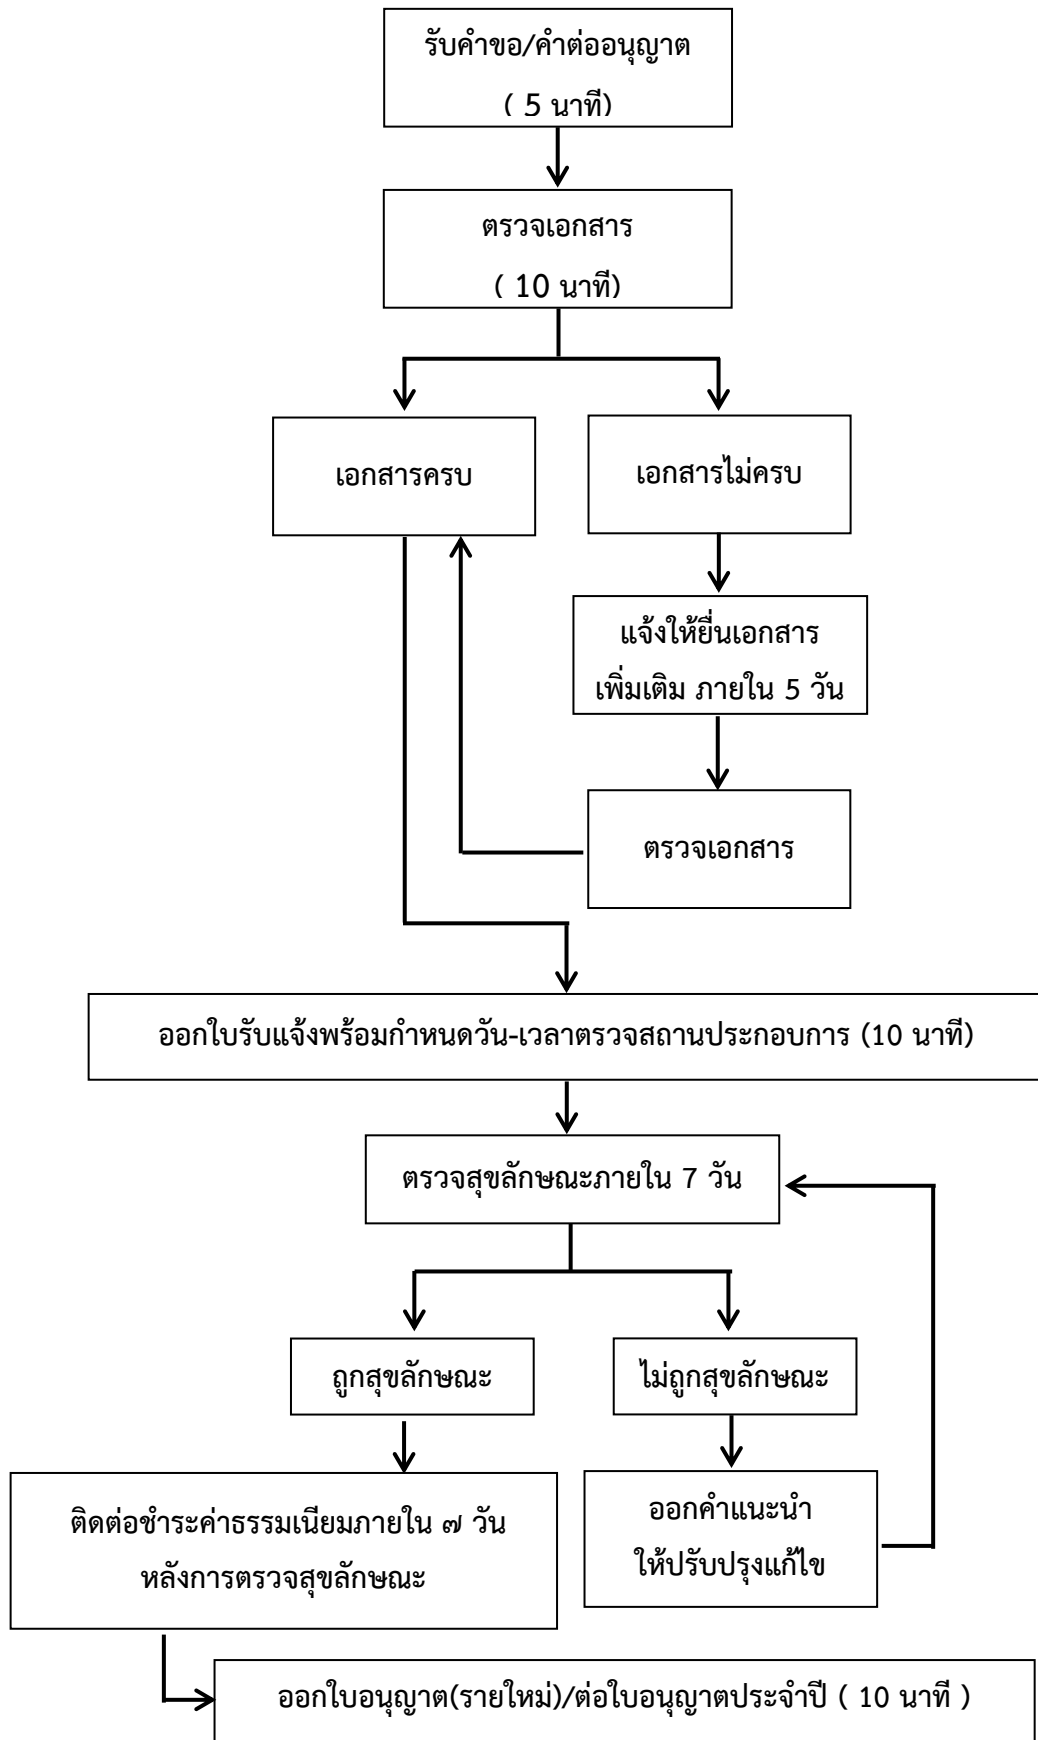 รับคำขอ/คำต่ออนุญาต
( 5 นาที)
ตรวจเอกสาร
( 10 นาที)
เอกสารครบ
เอกสารไม่ครบ
แจ้งให้ยื่นเอกสาร
เพิ่มเติม ภายใน 5 วัน
ตรวจเอกสาร
ออกใบรับแจ้งพร้อมกำหนดวัน-เวลาตรวจสถานประกอบการ (10 นาที)
ตรวจสุขลักษณะภายใน 7 วัน
ถูกสุขลักษณะ
ไม่ถูกสุขลักษณะ
ติดต่อชำระค่าธรรมเนียมภายใน ๗ วัน
หลังการตรวจสุขลักษณะ
ออกคำแนะนำ
ให้ปรับปรุงแก้ไข
ออกใบอนุญาต(รายใหม่)/ต่อใบอนุญาตประจำปี ( 10 นาที )